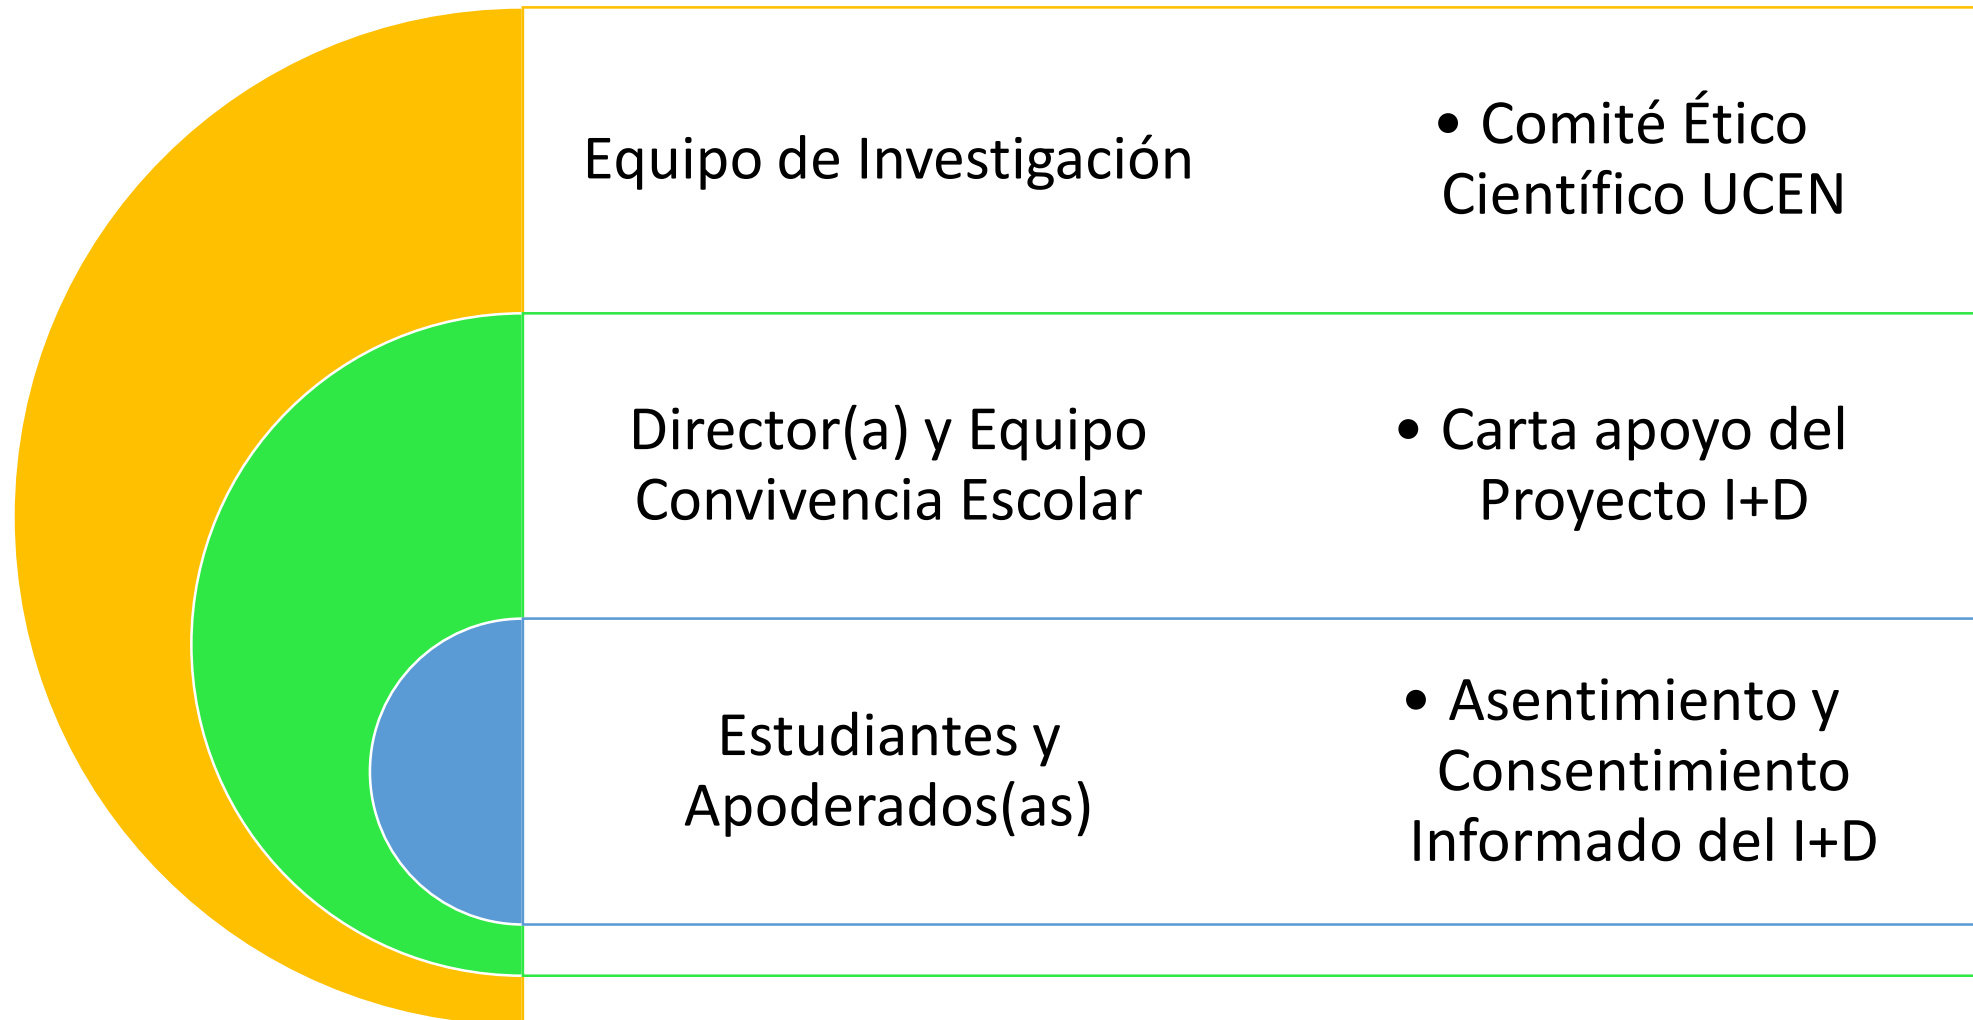 Equipo de Investigación
• Comité Ético
Científico UCEN
Director(a) y Equipo
Convivencia Escolar
• Carta apoyo del
Proyecto I+D
Estudiantes y
Apoderados(as)
• Asentimiento y
Consentimiento
Informado del I+D